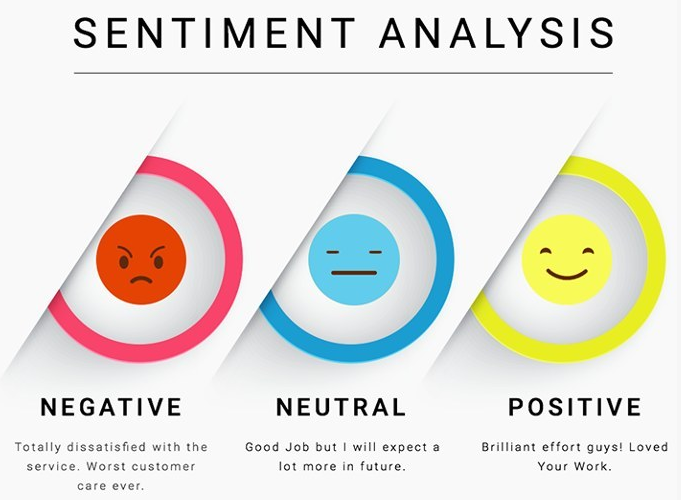 SENTIMENT ANALYSIS
NEGATIVE
Totally dissatisfied with the
service. Worst customer
care ever.
NEUTRAL
Good Job but I will expect a
lot more in future.
POSITIVE
Brilliant effort guys! Loved
Your Work.